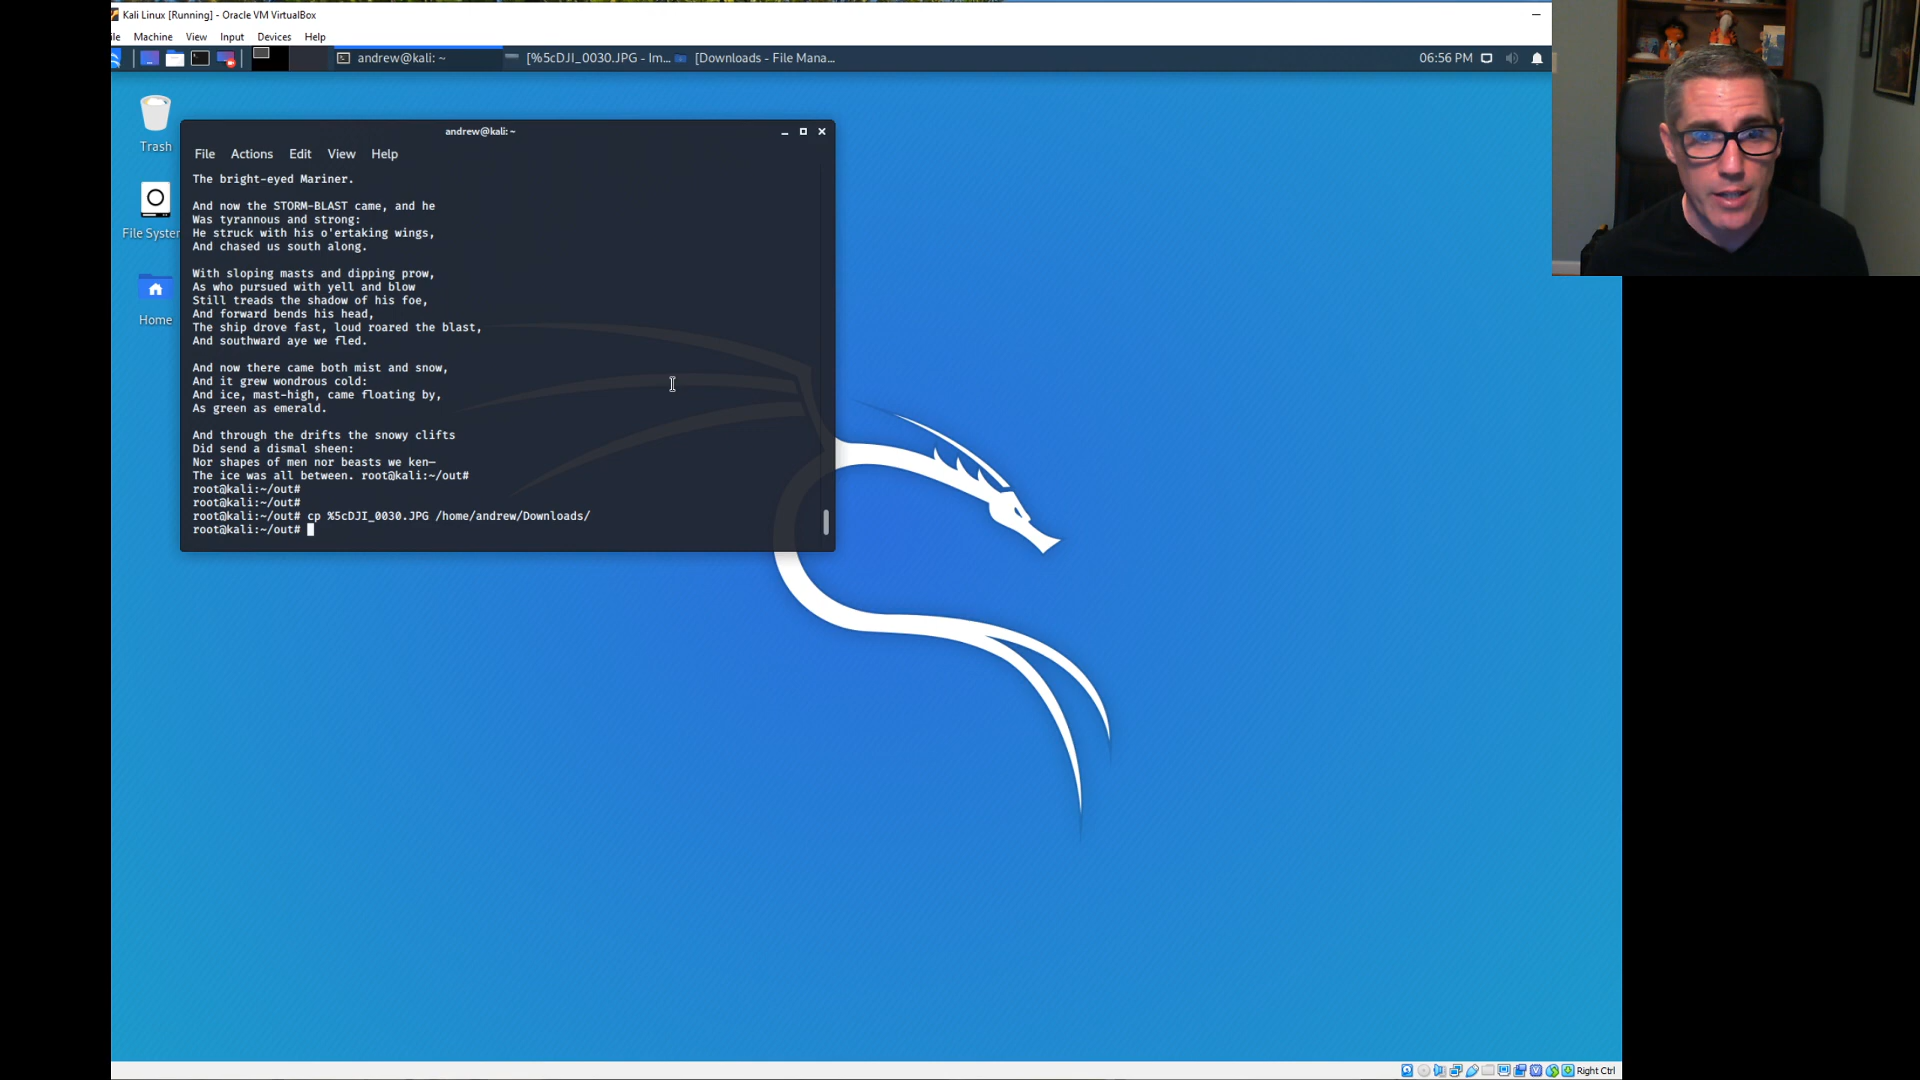 Kali Linux [Running] - Oracle VM VirtualBox
Machine View Input Devices Help
andrew@kali: ~
[%5cDJI_0030.JPG - Im...
[Downloads - File Mana...
06:56 PM
Trash
File System
Home
andrew@kali: ~
File Actions Edit View Help
The bright-eyed Mariner.
And now the STORM-BLAST came, and he
Was tyrannous and strong:
He struck with his o'ertaking wings,
And chased us south along.
With sloping masts and dipping prow,
As who pursued with yell and blow
Still treads the shadow of his foe,
And forward bends his head,
The ship drove fast, loud roared the blast,
And southward aye we fled.
And now there came both mist and snow,
And it grew wondrous cold:
And ice, mast-high, came floating by,
As green as emerald.
And through the drifts the snowy clifts
Did send a dismal sheen:
Nor shapes of men nor beasts we ken—
The ice was all between. root@kali:~/out#
root@kali:~/out#
root@kali:~/out#
root@kali:~/out# cp %5cDJI_0030.JPG /home/andrew/Downloads/
root@kali:~/out#
Right Ctrl